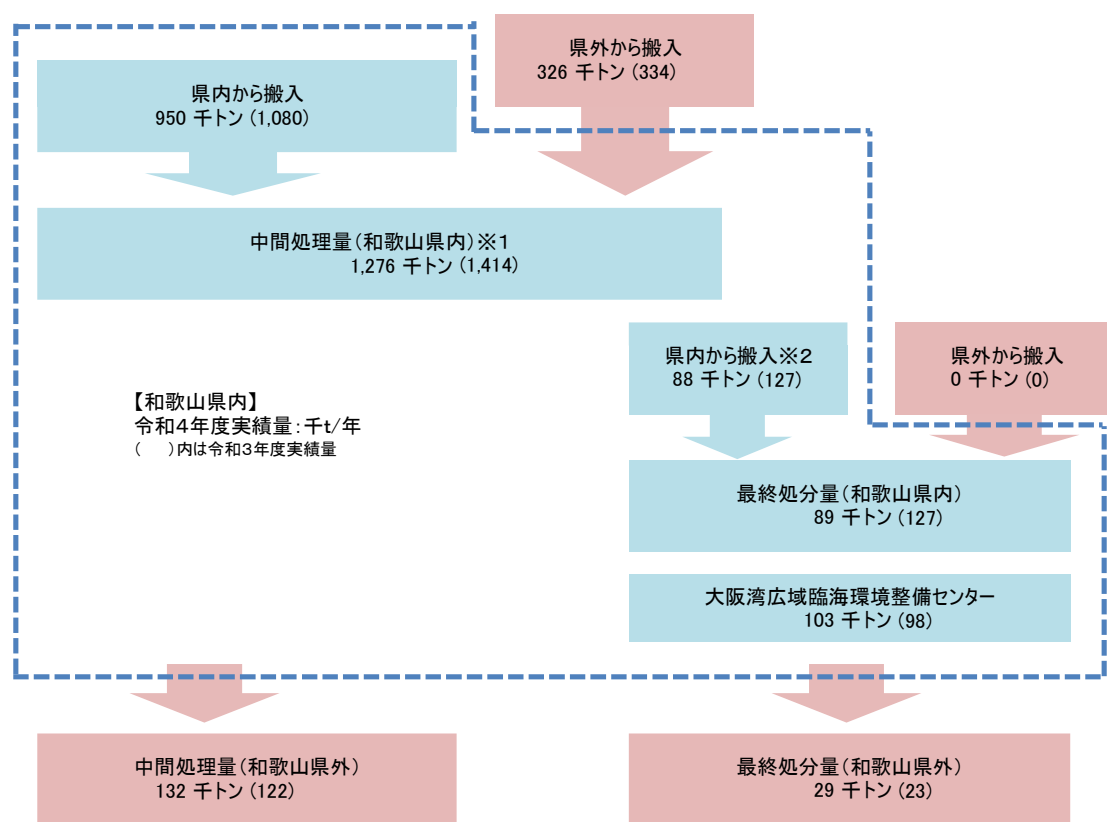 県外から搬入
326 千トン (334)
県内から搬入
950 千トン (1,080)
中間処理量(和歌山県内)※1
1,276 千トン (1,414)
県内から搬入※2
88 千トン (127)
県外から搬入
0 千トン (0)
【和歌山県内】
令和4年度実績量:千t/年
(　　)内は令和3年度実績量
最終処分量(和歌山県内)
89 千トン (127)
大阪湾広域臨海環境整備センター
103 千トン (98)
中間処理量(和歌山県外)
132 千トン (122)
最終処分量(和歌山県外)
29 千トン (23)